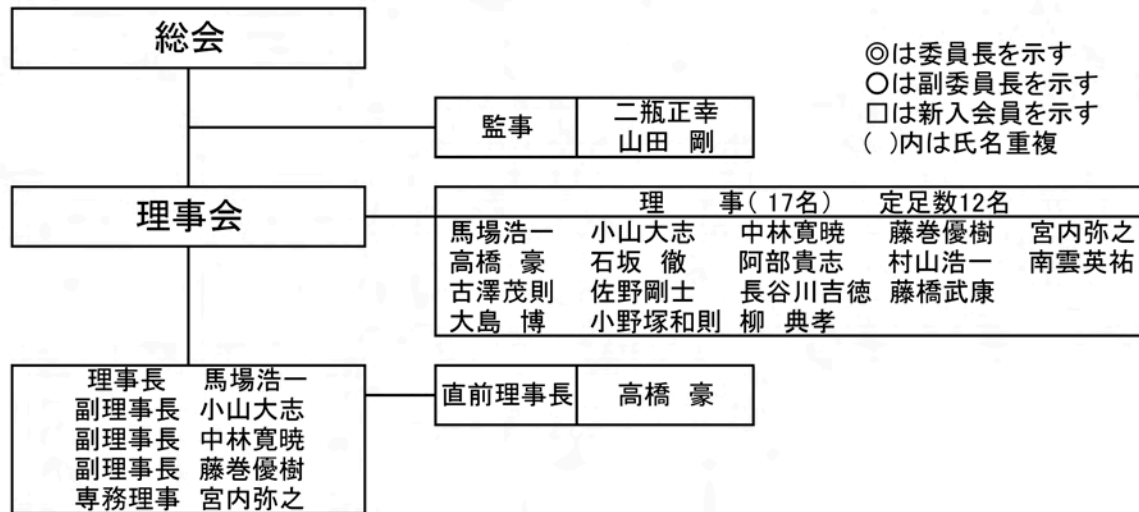 総会
◎は委員長を示す
○は副委員長を示す
□は新入会員を示す
( )内は氏名重複
監事
二瓶正幸
山田 剛
理事会
理 事(17名) 定足数12名
馬場浩一 小山大志 中林寛暁 藤巻優樹 宮内弥之
高橋 豪 石坂 徹 阿部貴志 村山浩一 南雲英祐
古澤茂則 佐野剛士 長谷川吉徳 藤橋武康
大島 博 小野塚和則 柳 典孝
理事長 馬場浩一
副理事長 小山大志
副理事長 中林寛暁
副理事長 藤巻優樹
専務理事 宮内弥之
直前理事長 高橋 豪